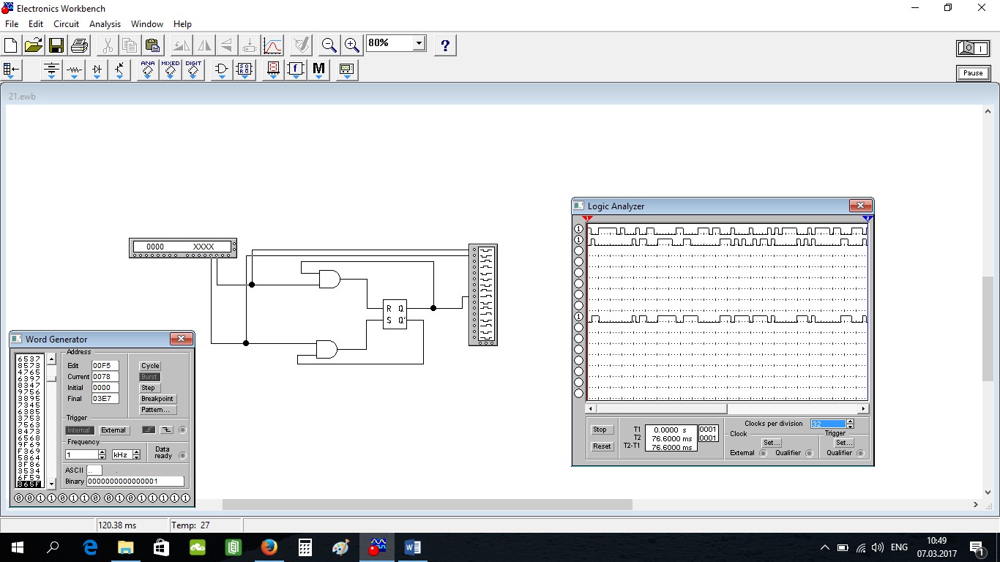 Electronics Workbench
File Edit Circuit Analysis Window Help
80%
?
ANA MIXED DIGIT
f M
Pause
21.ewb
0000 XXXX
R Q
S Q'
Word Generator
6537
8573
4765
6397
8347
9756
3895
7345
6385
3753
7563
8473
6568
9F69
F369
5864
3F86
3534
6F59
365F
Address
Edit 00F5
Current 0078
Initial 0000
Final 03E7
Cycle
Burst
Step
Breakpoint
Pattern...
Trigger
Internal External
Frequency
1 kHz
Data ready
ASCII ..
Binary 0000000000000001
0 0 1 1 0 1 1 0 0 1 0 1 1 1 1 1
Logic Analyzer
1 2
1
1
1
Stop
Reset
T1 0.0000 s 0001
T2 76.6000 ms 0001
T2-T1 76.6000 ms
Clocks per division 32
Clock
Set...
External Qualifier
Trigger
Set...
Qualifier
120.38 ms Temp: 27
ENG
10:49
07.03.2017
1